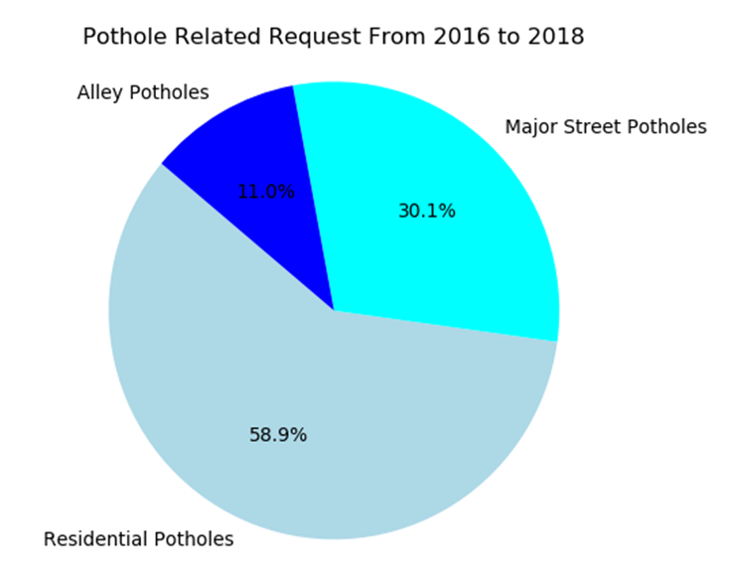 Pothole Related Request From 2016 to 2018
Alley Potholes
Major Street Potholes
11.0%
30.1%
58.9%
Residential Potholes